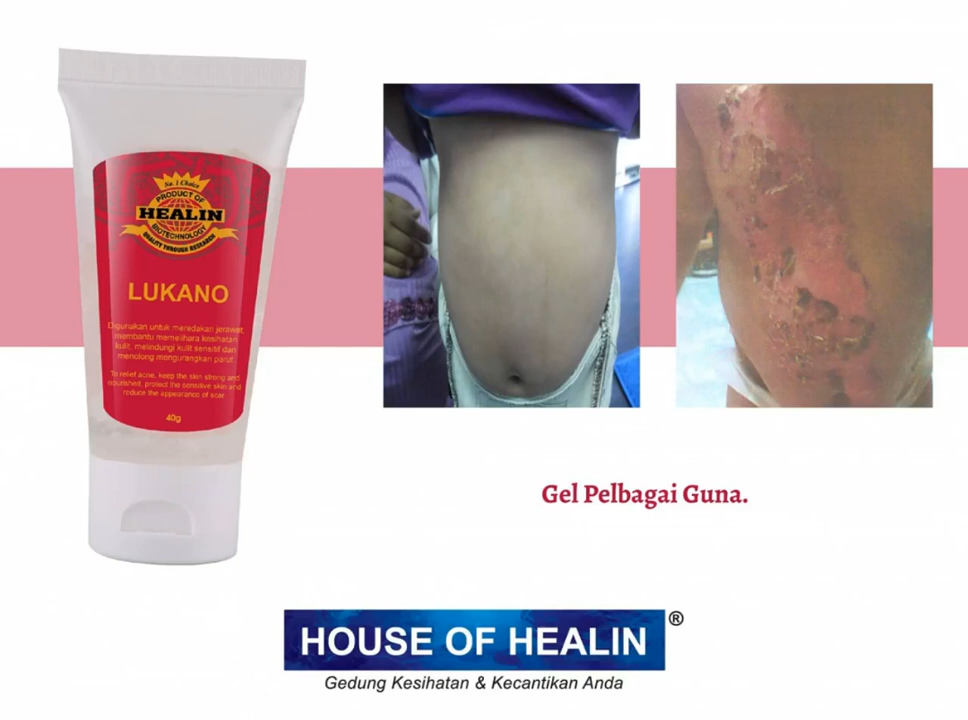 No. 1 Choice
PRODUCT OF
HEALIN
BIOTECHNOLOGY
QUALITY THROUGH RESEARCH
LUKANO
Digunakan untuk meredakan jerawat,
membantu memelihara kesihatan
kulit, melindungi kulit sensitif dan
menolong mengurangkan parut
To relief acne, keep the skin strong and
nourished, protect the sensitive skin and
reduce the appearance of scar
40g
Gel Pelbagai Guna.
HOUSE OF HEALIN ®
Gedung Kesihatan & Kecantikan Anda